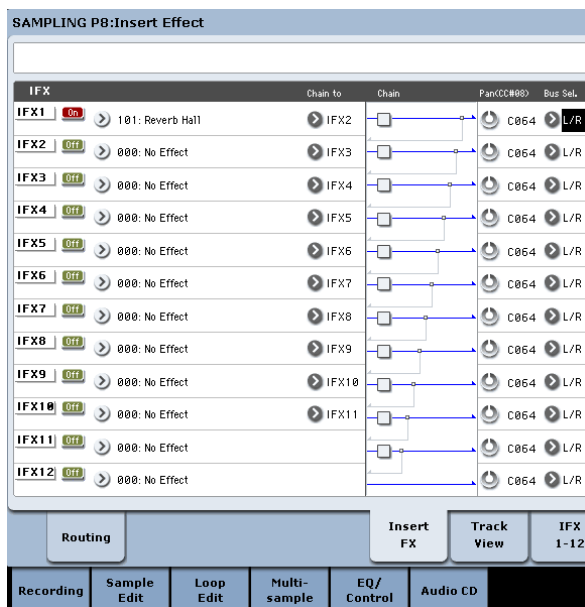 SAMPLING P8:Insert Effect
IFX Chain to Chain Pan(CC#08) Bus Sel.
IFX1 On 101: Reverb Hall IFX2 C064 L/R
IFX2 Off 000: No Effect IFX3 C064 L/R
IFX3 Off 000: No Effect IFX4 C064 L/R
IFX4 Off 000: No Effect IFX5 C064 L/R
IFX5 Off 000: No Effect IFX6 C064 L/R
IFX6 Off 000: No Effect IFX7 C064 L/R
IFX7 Off 000: No Effect IFX8 C064 L/R
IFX8 Off 000: No Effect IFX9 C064 L/R
IFX9 Off 000: No Effect IFX10 C064 L/R
IFX10 Off 000: No Effect IFX11 C064 L/R
IFX11 Off 000: No Effect C064 L/R
IFX12 Off 000: No Effect C064 L/R
Routing
Insert
FX
Track
View
IFX
1-12
Recording
Sample
Edit
Loop
Edit
Multi-
sample
EQ/
Control
Audio CD